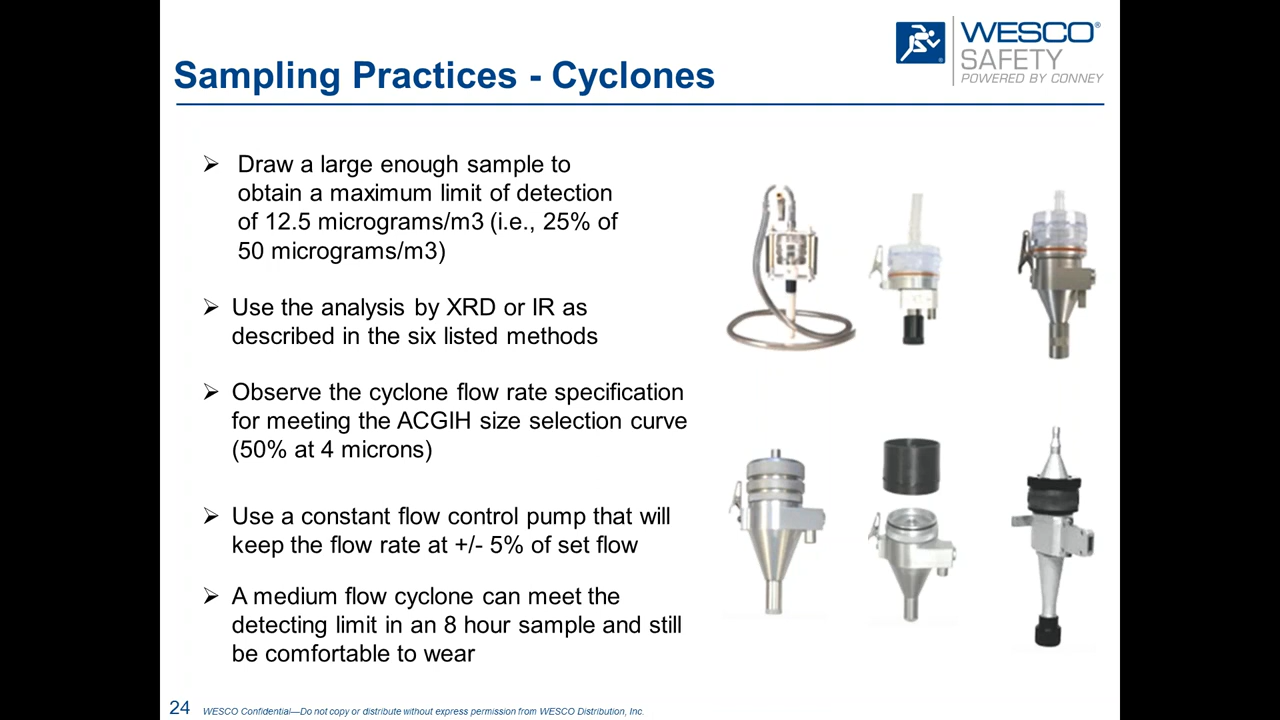 WESCO®
SAFETY
POWERED BY CONNEY
Sampling Practices - Cyclones
➢ Draw a large enough sample to
obtain a maximum limit of detection
of 12.5 micrograms/m3 (i.e., 25% of
50 micrograms/m3)
➢ Use the analysis by XRD or IR as
described in the six listed methods
➢ Observe the cyclone flow rate specification
for meeting the ACGIH size selection curve
(50% at 4 microns)
➢ Use a constant flow control pump that will
keep the flow rate at +/- 5% of set flow
➢ A medium flow cyclone can meet the
detecting limit in an 8 hour sample and still
be comfortable to wear
24 WESCO Confidential—Do not copy or distribute without express permission from WESCO Distribution, Inc.